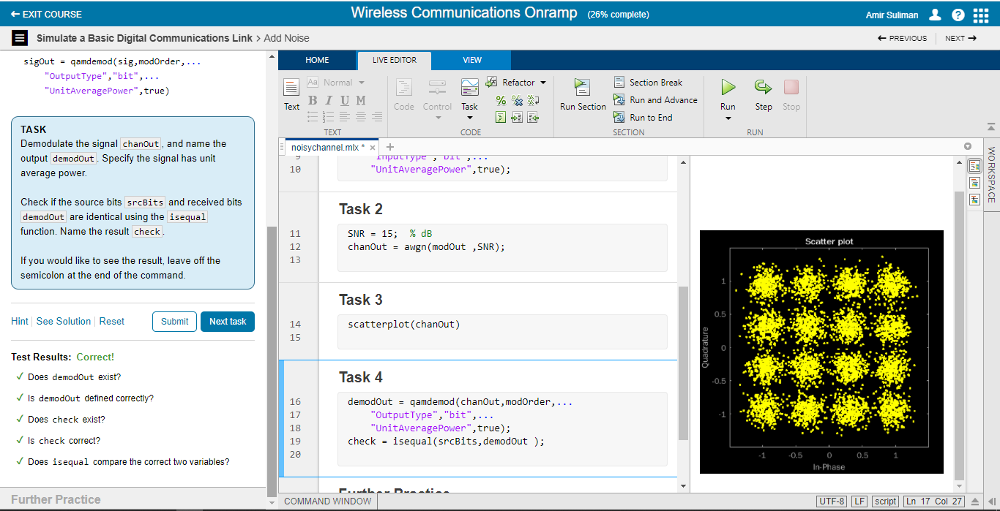 ← EXIT COURSE
Wireless Communications Onramp (26% complete)
Amir Suliman
?
Simulate a Basic Digital Communications Link > Add Noise
← PREVIOUS
NEXT →
sigOut = qamdemod(sig,modOrder,...
"OutputType","bit",...
"UnitAveragePower",true)
TASK
Demodulate the signal chanOut, and name the
output demodOut. Specify the signal has unit
average power.
Check if the source bits srcBits and received bits
demodOut are identical using the isequal
function. Name the result check.
If you would like to see the result, leave off the
semicolon at the end of the command.
Hint | See Solution | Reset
Submit
Next task
Test Results: Correct!
✓ Does demodOut exist?
✓ Is demodOut defined correctly?
✓ Does check exist?
✓ Is check correct?
✓ Does isequal compare the correct two variables?
Further Practice
HOME
LIVE EDITOR
VIEW
Text
Aa Normal
B I U M
TEXT
Code
Control
Task
Refactor
CODE
Run Section
Section Break
Run and Advance
Run to End
SECTION
Run
Step
Stop
RUN
noisychannel.mlx * ×
+
9 "InputType","bit",...
10 "UnitAveragePower",true);
Task 2
11 SNR = 15; % dB
12 chanOut = awgn(modOut ,SNR);
13
Task 3
14 scatterplot(chanOut)
15
Task 4
16 demodOut = qamdemod(chanOut,modOrder,...
17 "OutputType","bit",...
18 "UnitAveragePower",true);
19 check = isequal(srcBits,demodOut );
20
Further Practice
Scatter plot
Quadrature
1
0.5
0
-0.5
-1
-1 -0.5 0 0.5 1
In-Phase
WORKSPACE
COMMAND WINDOW
UTF-8
LF
script
Ln 17 Col 27